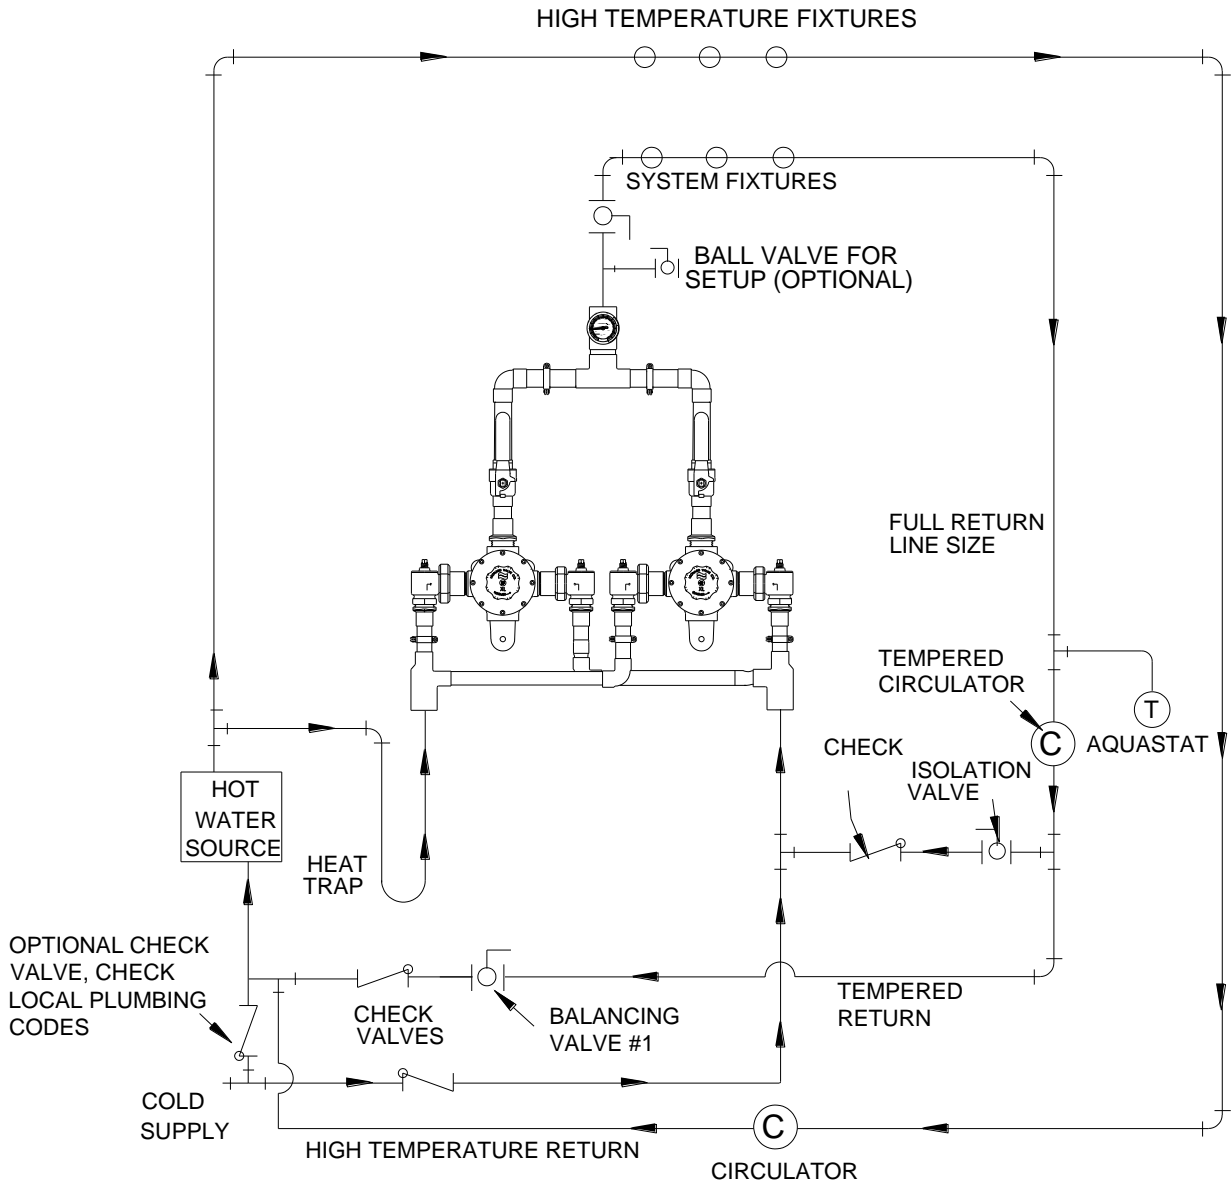 HIGH TEMPERATURE FIXTURES
SYSTEM FIXTURES
BALL VALVE FOR
SETUP (OPTIONAL)
FULL RETURN
LINE SIZE
TEMPERED
CIRCULATOR
T
C
AQUASTAT
CHECK
ISOLATION
VALVE
HOT
WATER
SOURCE
HEAT
TRAP
OPTIONAL CHECK
VALVE, CHECK
LOCAL PLUMBING
CODES
CHECK
VALVES
BALANCING
VALVE #1
TEMPERED
RETURN
COLD
SUPPLY
HIGH TEMPERATURE RETURN
C
CIRCULATOR